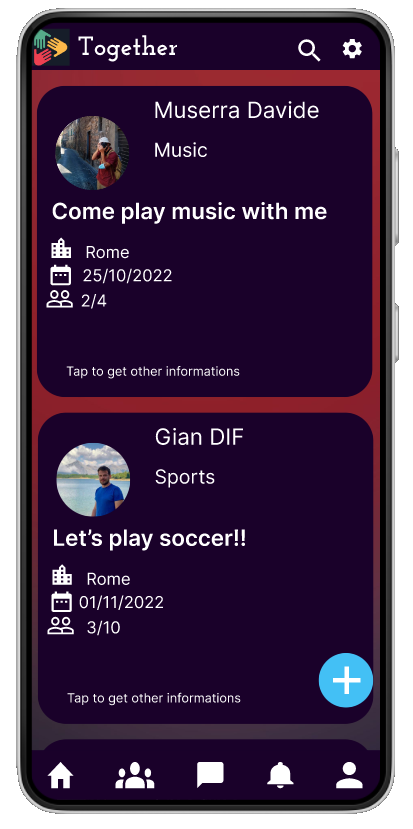 Together
Muserra Davide
Music
Come play music with me
Rome
25/10/2022
2/4
Tap to get other informations
Gian DIF
Sports
Let's play soccer!!
Rome
01/11/2022
3/10
Tap to get other informations